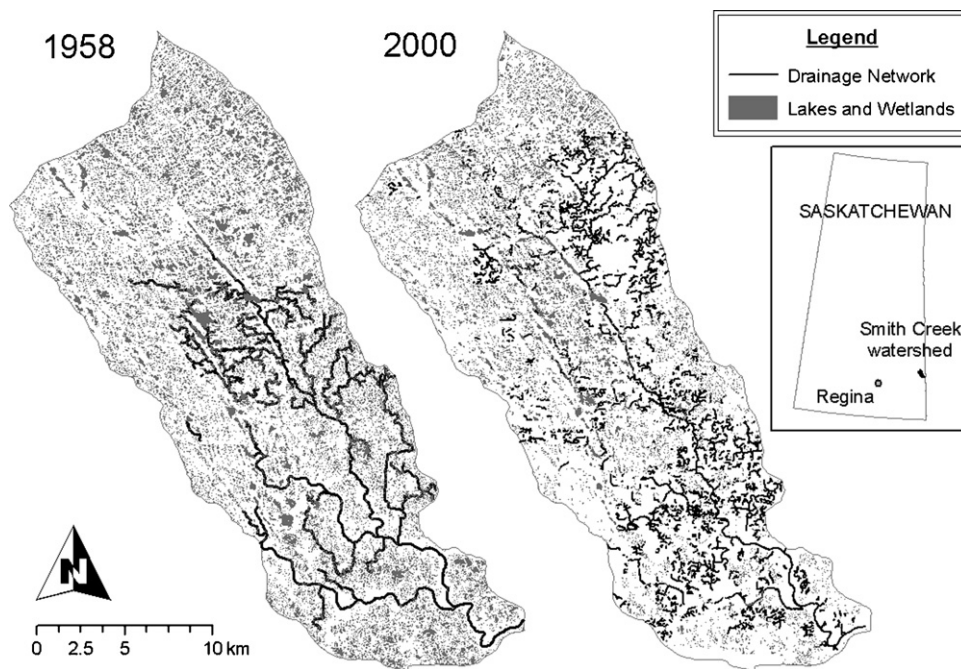 1958
2000
Legend
Drainage Network
Lakes and Wetlands
SASKATCHEWAN
Smith Creek
watershed
Regina
N
0 2.5 5 10 km